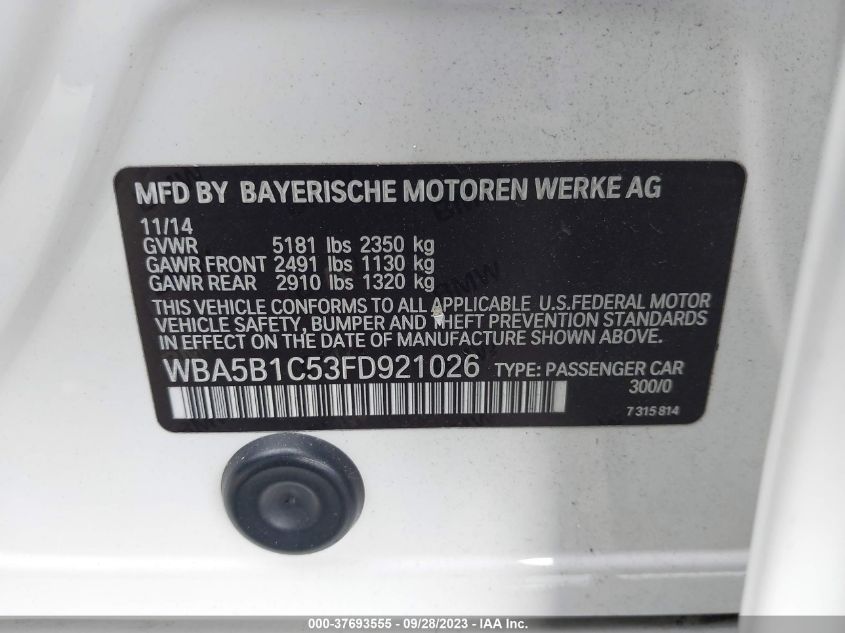 MFD BY BAYERISCHE MOTOREN WERKE AG
11/14
GVWR 5181 lbs 2350 kg
GAWR FRONT 2491 lbs 1130 kg
GAWR REAR 2910 lbs 1320 kg
THIS VEHICLE CONFORMS TO ALL APPLICABLE U.S.FEDERAL MOTOR
VEHICLE SAFETY, BUMPER AND THEFT PREVENTION STANDARDS
IN EFFECT ON THE DATE OF MANUFACTURE SHOWN ABOVE.
WBA5B1C53FD921026 TYPE: PASSENGER CAR
300/0
7 315 814
000-37693555 - 09/28/2023 - IAA Inc.